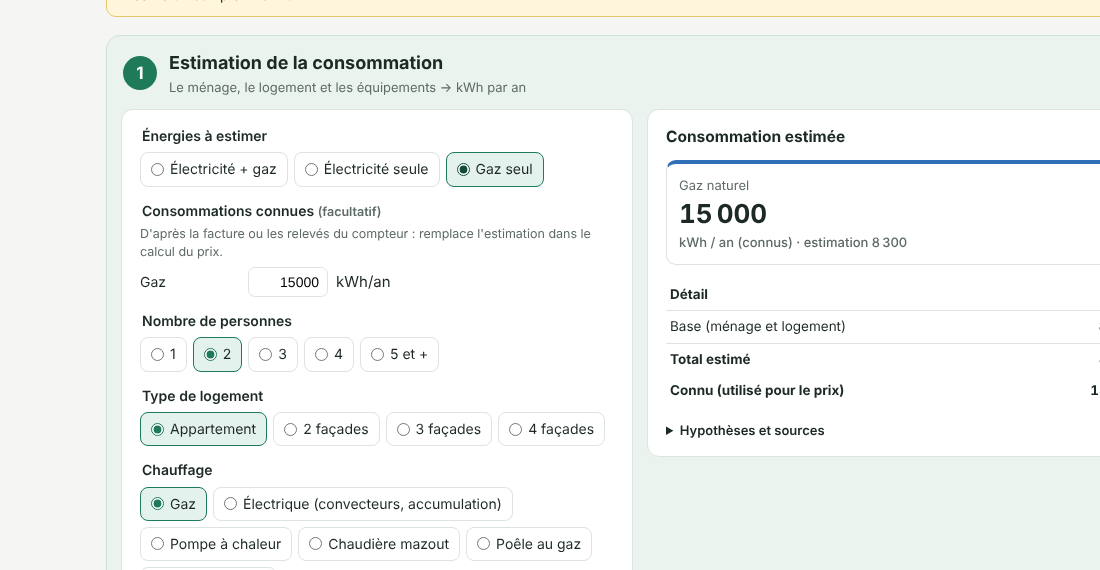 1
Estimation de la consommation
Le ménage, le logement et les équipements → kWh par an
Énergies à estimer
Électricité + gaz
Électricité seule
Gaz seul
Consommations connues (facultatif)
D'après la facture ou les relevés du compteur : remplace l'estimation dans le
calcul du prix.
Gaz 15000 kWh/an
Nombre de personnes
1 2 3 4 5 et +
Type de logement
Appartement 2 façades 3 façades 4 façades
Chauffage
Gaz Électrique (convecteurs, accumulation)
Pompe à chaleur Chaudière mazout Poêle au gaz
Consommation estimée
Gaz naturel
15 000
kWh / an (connus) · estimation 8 300
Détail
Base (ménage et logement)
Total estimé
Connu (utilisé pour le prix)
Hypothèses et sources